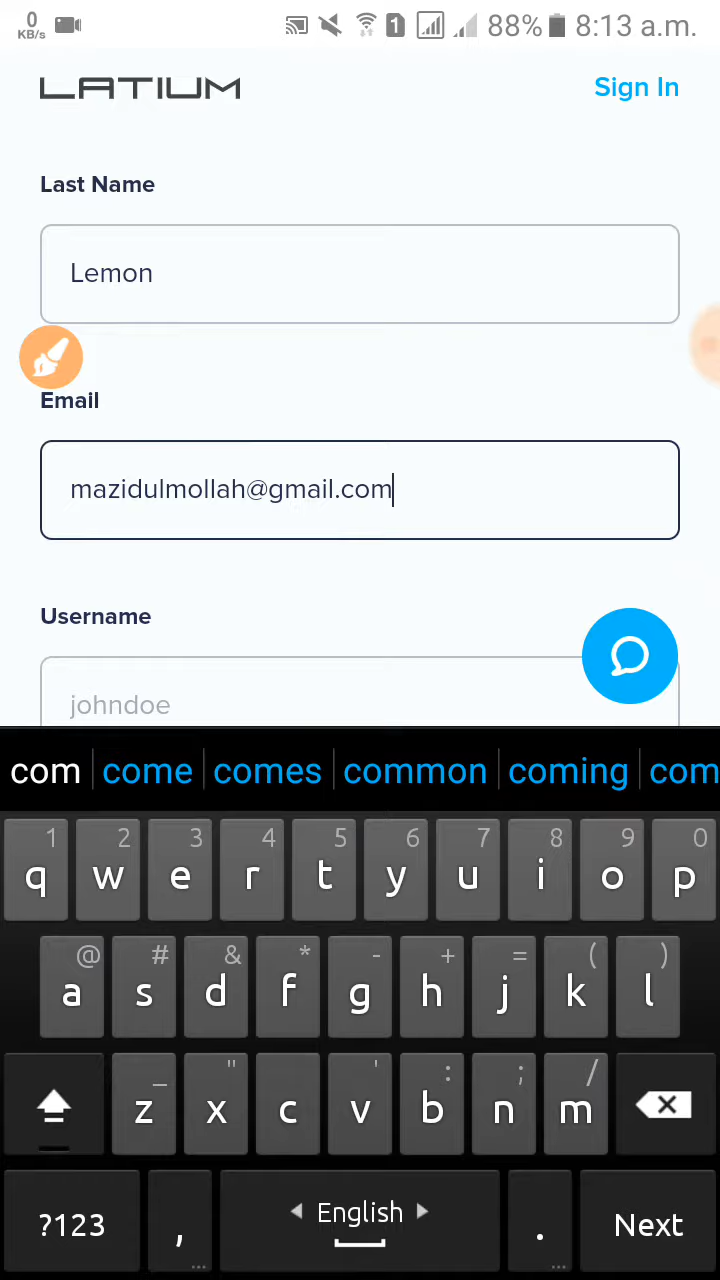 0
KB/s
1
88%
8:13 a.m.
LATIUM
Sign In
Last Name
Lemon
Email
mazidulmollah@gmail.com
Username
johndoe
com come comes common coming com
1 2 3 4 5 6 7 8 9 0
q w e r t y u i o p
@ # & * - + = ( )
a s d f g h j k l
_ " ' : ; /
z x c v b n m
?123 , English . Next